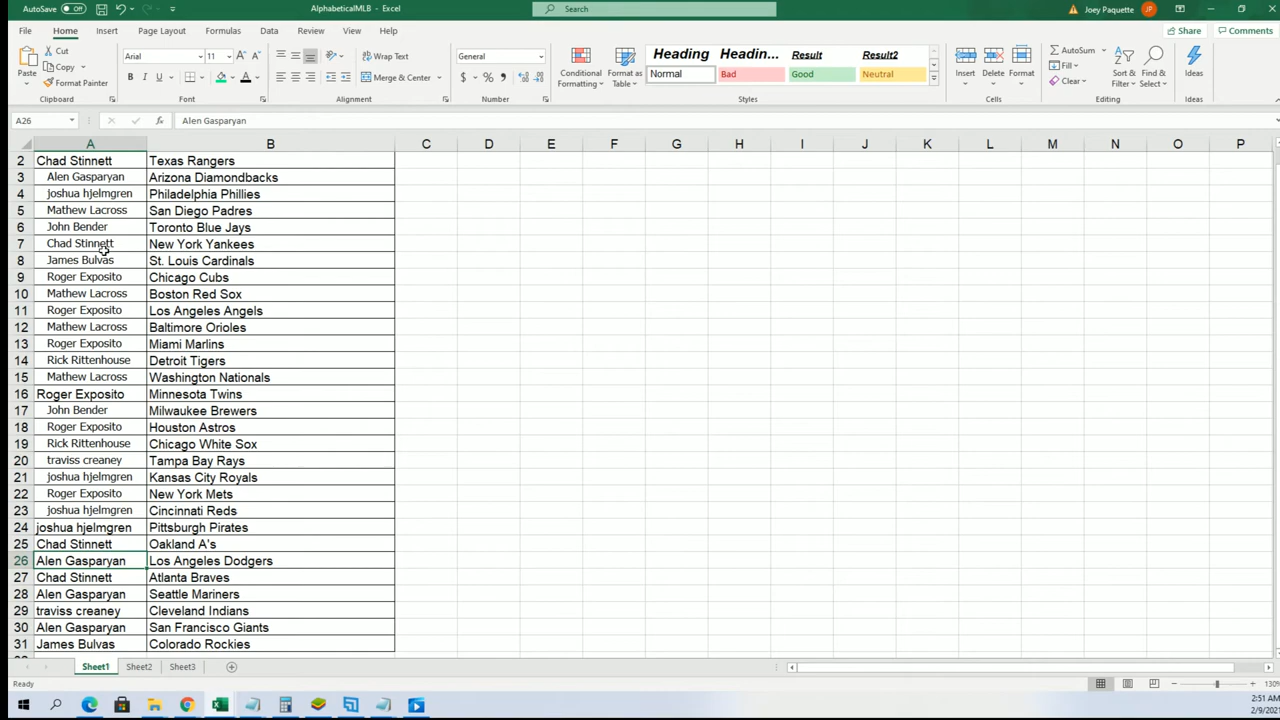 AutoSave Off AlphabeticalMLB - Excel Search Joey Paquette JP
File Home Insert Page Layout Formulas Data Review View Help Share Comments
Paste Cut Copy Format Painter Clipboard
Arial 11 B I U A Font
Wrap Text Merge & Center Alignment
General $ % Number
Conditional Formatting Format as Table
Heading Headin... Result Result2
Normal Bad Good Neutral
Styles
Insert Delete Format Cells
AutoSum Fill Clear Sort & Filter Find & Select Editing
Ideas Ideas
A26 fx Alen Gasparyan
A B C D E F G H I J K L M N O P
2 Chad Stinnett Texas Rangers
3 Alen Gasparyan Arizona Diamondbacks
4 joshua hjelmgren Philadelphia Phillies
5 Mathew Lacross San Diego Padres
6 John Bender Toronto Blue Jays
7 Chad Stinnett New York Yankees
8 James Bulvas St. Louis Cardinals
9 Roger Exposito Chicago Cubs
10 Mathew Lacross Boston Red Sox
11 Roger Exposito Los Angeles Angels
12 Mathew Lacross Baltimore Orioles
13 Roger Exposito Miami Marlins
14 Rick Rittenhouse Detroit Tigers
15 Mathew Lacross Washington Nationals
16 Roger Exposito Minnesota Twins
17 John Bender Milwaukee Brewers
18 Roger Exposito Houston Astros
19 Rick Rittenhouse Chicago White Sox
20 traviss creaney Tampa Bay Rays
21 joshua hjelmgren Kansas City Royals
22 Roger Exposito New York Mets
23 joshua hjelmgren Cincinnati Reds
24 joshua hjelmgren Pittsburgh Pirates
25 Chad Stinnett Oakland A's
26 Alen Gasparyan Los Angeles Dodgers
27 Chad Stinnett Atlanta Braves
28 Alen Gasparyan Seattle Mariners
29 traviss creaney Cleveland Indians
30 Alen Gasparyan San Francisco Giants
31 James Bulvas Colorado Rockies
Sheet1 Sheet2 Sheet3
Ready 130%
2:51 AM